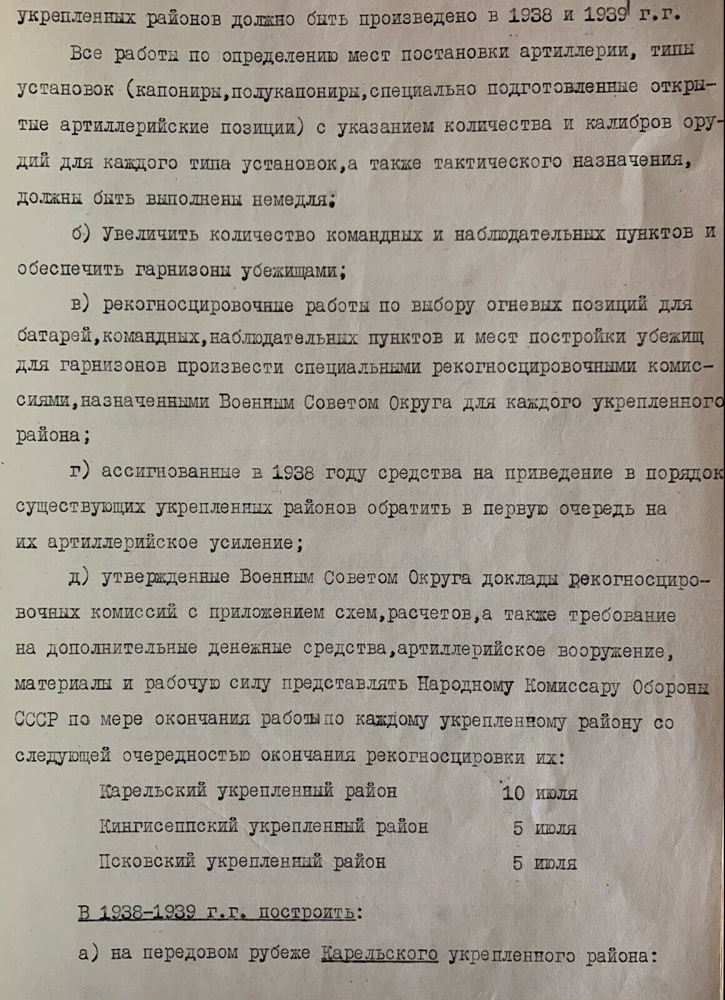 укрепленных районов должно быть произведено в 1938 и 1939 г.г.
Все работы по определению мест постановки артиллерии, типы
установок (капониры,полукапониры,специально подготовленные откры-
тые артиллерийские позиции) с указанием количества и калибров ору-
дий для каждого типа установок,а также тактического назначения,
должны быть выполнены немедля;
б) Увеличить количество командных и наблюдательных пунктов и
обеспечить гарнизоны убежищами;
в) рекогносцировочные работы по выбору огневых позиций для
батарей,командных,наблюдательных пунктов и мест постройки убежищ
для гарнизонов произвести специальными рекогносцировочными комис-
сиями,назначенными Военным Советом Округа для каждого укрепленного
района;
г) ассигнованные в 1938 году средства на приведение в порядок
существующих укрепленных районов обратить в первую очередь на
их артиллерийское усиление;
д) утвержденные Военным Советом Округа доклады рекогносциро-
вочных комиссий с приложением схем,расчетов,а также требование
на дополнительные денежные средства,артиллерийское вооружение,
материалы и рабочую силу представлять Народному Комиссару Обороны
СССР по мере окончания работы по каждому укрепленному району со
следующей очередностью окончания рекогносцировки их:
Карельский укрепленный район 10 июля
Кингисеппский укрепленный район 5 июля
Псковский укрепленный район 5 июля
В 1938-1939 г.г. построить:
а) на передовом рубеже Карельского укрепленного района: